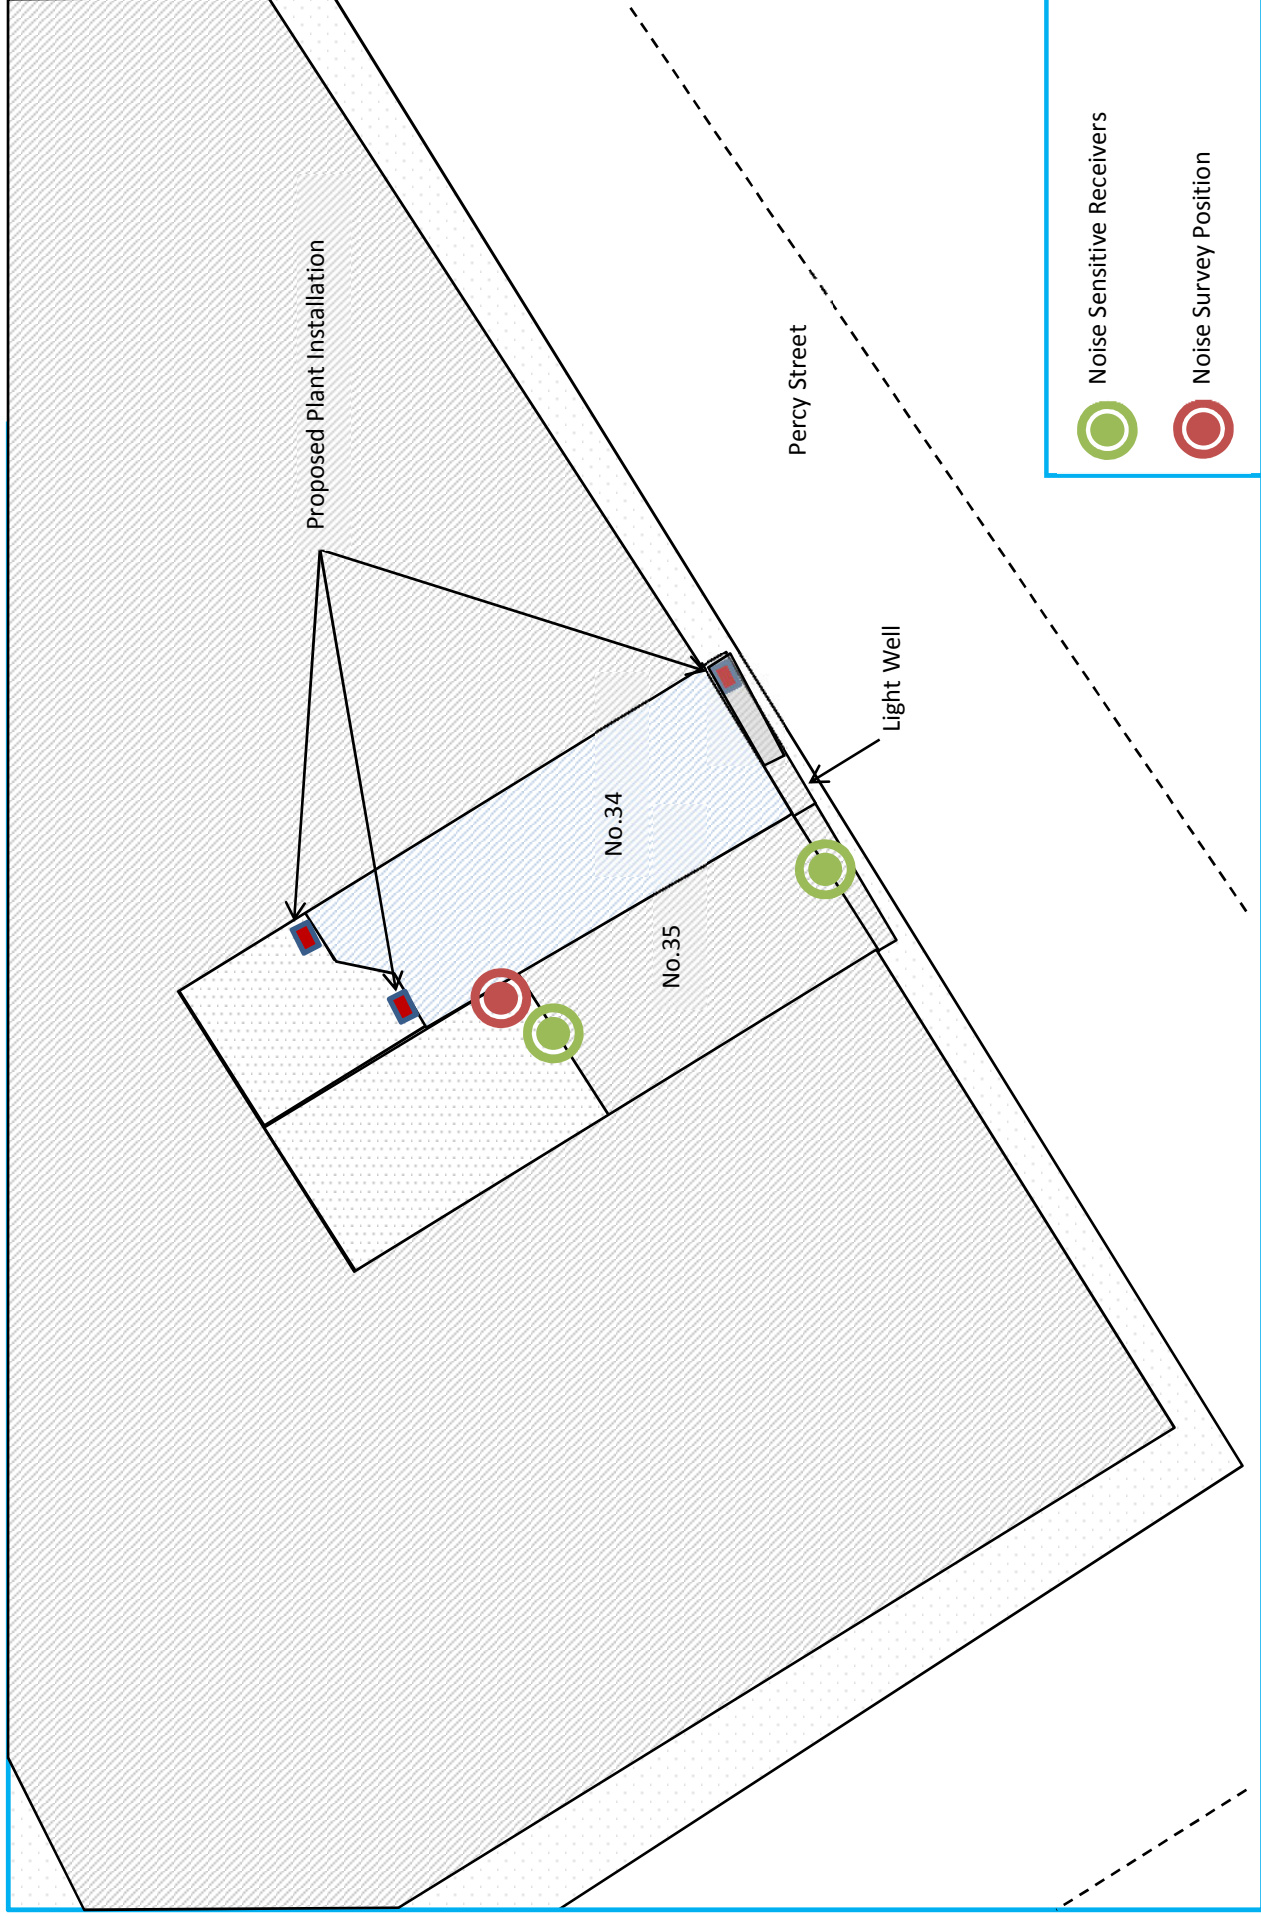 Proposed Plant Installation
No.34
No.35
Percy Street
Light Well
Noise Sensitive Receivers
Noise Survey Position